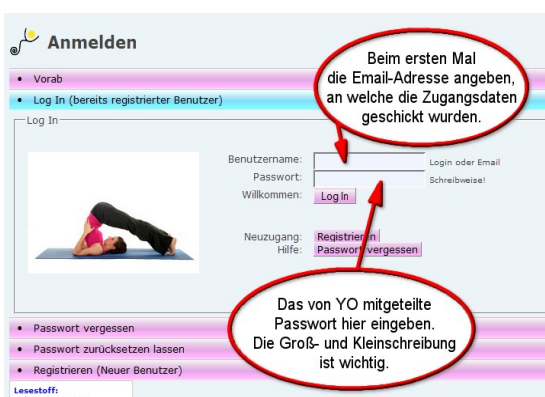 Anmelden
• Vorab
• Log In (bereits registrierter Benutzer)
Log In
Beim ersten Mal
die Email-Adresse angeben,
an welche die Zugangsdaten
geschickt wurden.
Benutzername:
Login oder Email
Passwort:
Schreibweise!
Willkommen:
Log In
Neuzugang:
Registrieren
Hilfe:
Passwort vergessen
Das von YO mitgeteilte
Passwort hier eingeben.
Die Groß- und Kleinschreibung
ist wichtig.
• Passwort vergessen
• Passwort zurücksetzen lassen
• Registrieren (Neuer Benutzer)
Lesestoff: